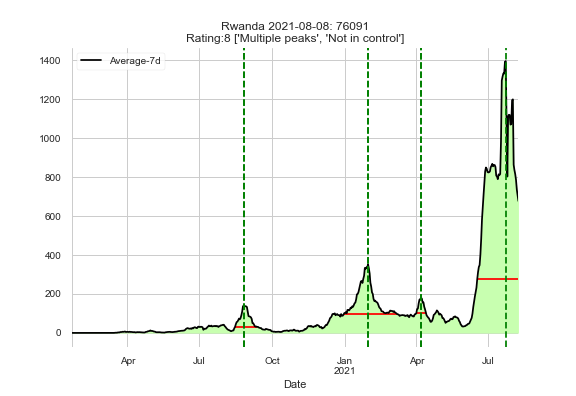 Rwanda 2021-08-08: 76091
Rating:8 ['Multiple peaks', 'Not in control']
Average-7d
1400
1200
1000
800
600
400
200
0
Apr
Jul
Oct
Jan
2021
Apr
Jul
Date